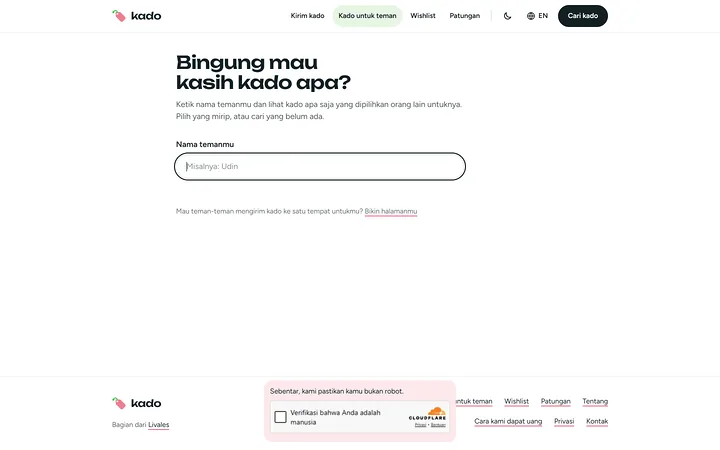 kado
Kirim kado
Kado untuk teman
Wishlist
Patungan
EN
Cari kado
Bingung mau
kasih kado apa?
Ketik nama temanmu dan lihat kado apa saja yang dipilihkan orang lain untuknya.
Pilih yang mirip, atau cari yang belum ada.
Nama temanmu
Misalnya: Udin
Mau teman-teman mengirim kado ke satu tempat untukmu? Bikin halamanmu
kado
Bagian dari Livales
Sebentar, kami pastikan kamu bukan robot.
Verifikasi bahwa Anda adalah
manusia
CLOUDFLARE
Privasi • Bantuan
untuk teman
Wishlist
Patungan
Tentang
Cara kami dapat uang
Privasi
Kontak